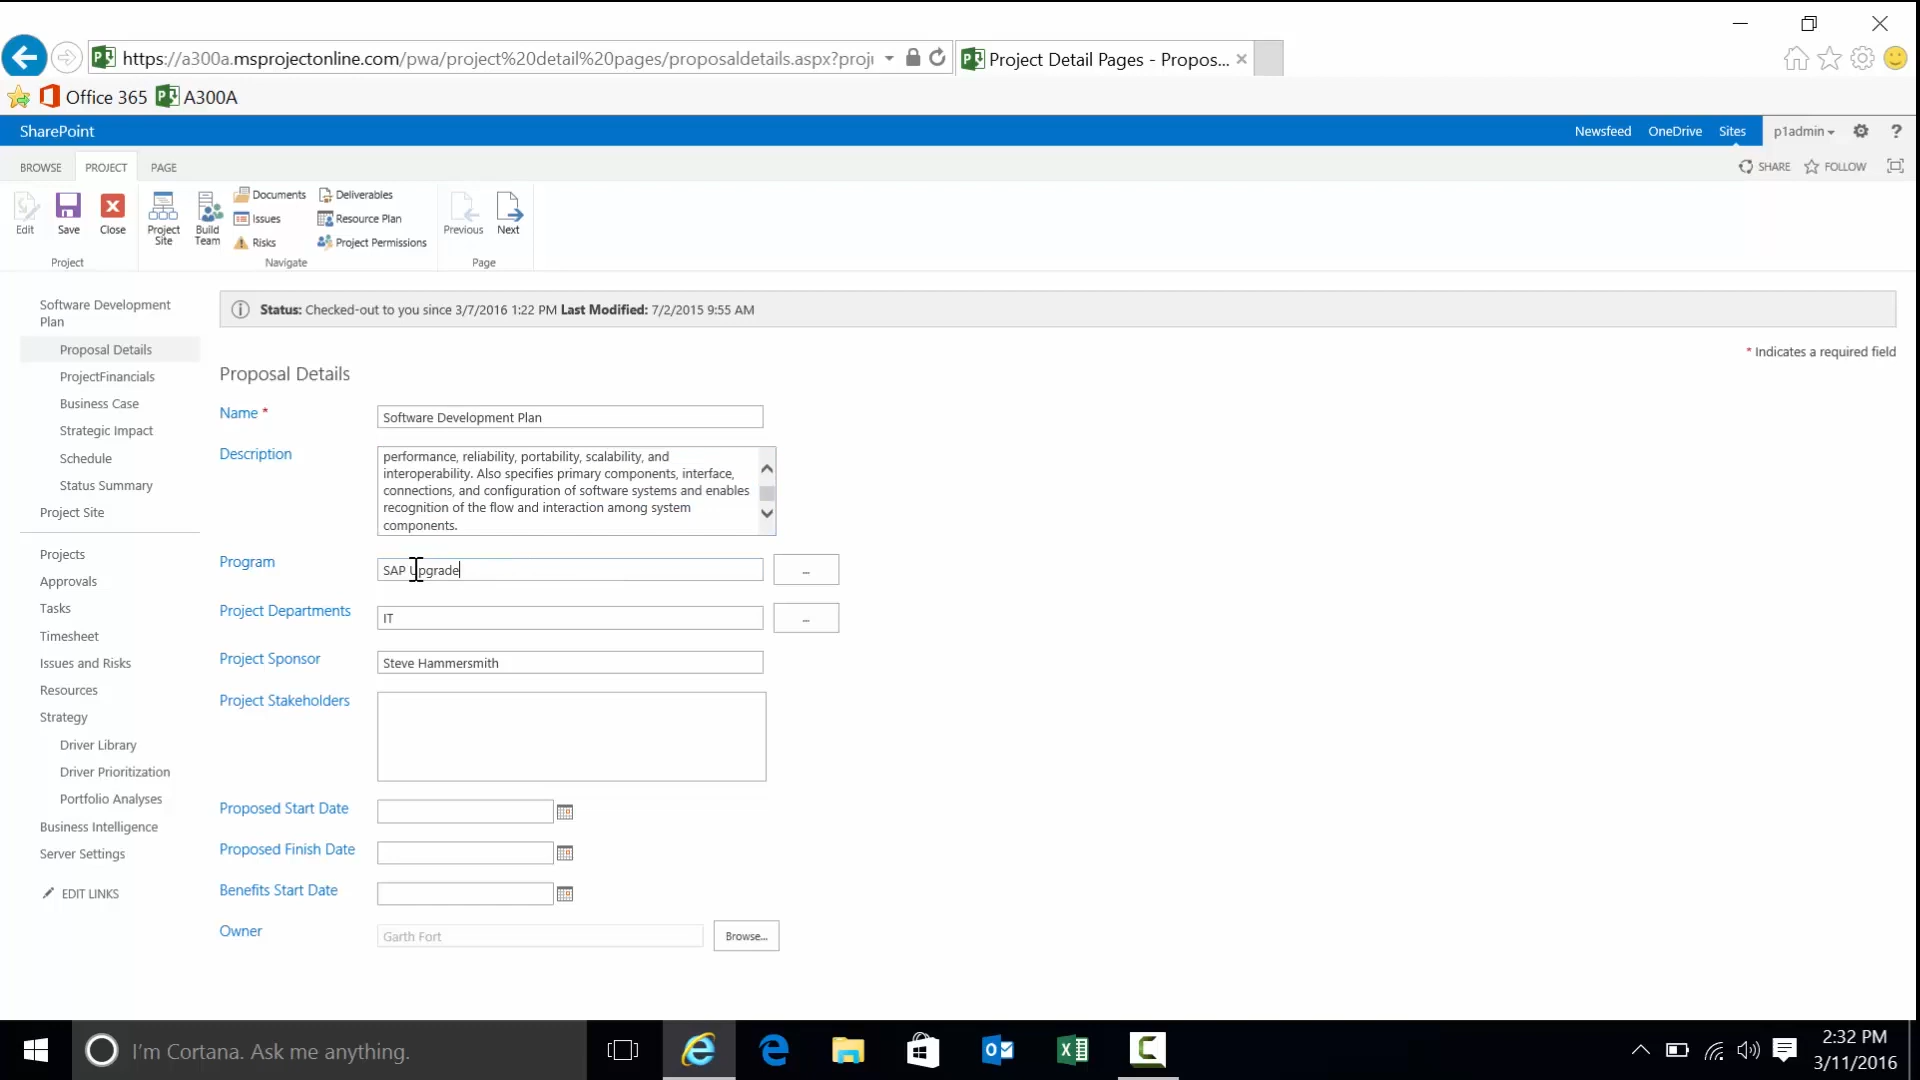 https://a300a.msprojectonline.com/pwa/project%20detail%20pages/proposaldetails.aspx?proj
Project Detail Pages - Propos...
Office 365
A300A
SharePoint
Newsfeed
OneDrive
Sites
p1admin
?
BROWSE
PROJECT
PAGE
SHARE
FOLLOW
Edit
Save
Close
Project
Project
Site
Build
Team
Documents
Issues
Risks
Deliverables
Resource Plan
Project Permissions
Navigate
Previous
Next
Page
Software Development
Plan
Proposal Details
ProjectFinancials
Business Case
Strategic Impact
Schedule
Status Summary
Project Site
Projects
Approvals
Tasks
Timesheet
Issues and Risks
Resources
Strategy
Driver Library
Driver Prioritization
Portfolio Analyses
Business Intelligence
Server Settings
EDIT LINKS
Status: Checked-out to you since 3/7/2016 1:22 PM Last Modified: 7/2/2015 9:55 AM
* Indicates a required field
Proposal Details
Name *
Software Development Plan
Description
performance, reliability, portability, scalability, and
interoperability. Also specifies primary components, interface,
connections, and configuration of software systems and enables
recognition of the flow and interaction among system
components.
Program
SAP Upgrade
...
Project Departments
IT
...
Project Sponsor
Steve Hammersmith
Project Stakeholders
Proposed Start Date
Proposed Finish Date
Benefits Start Date
Owner
Garth Fort
Browse...
I'm Cortana. Ask me anything.
2:32 PM
3/11/2016